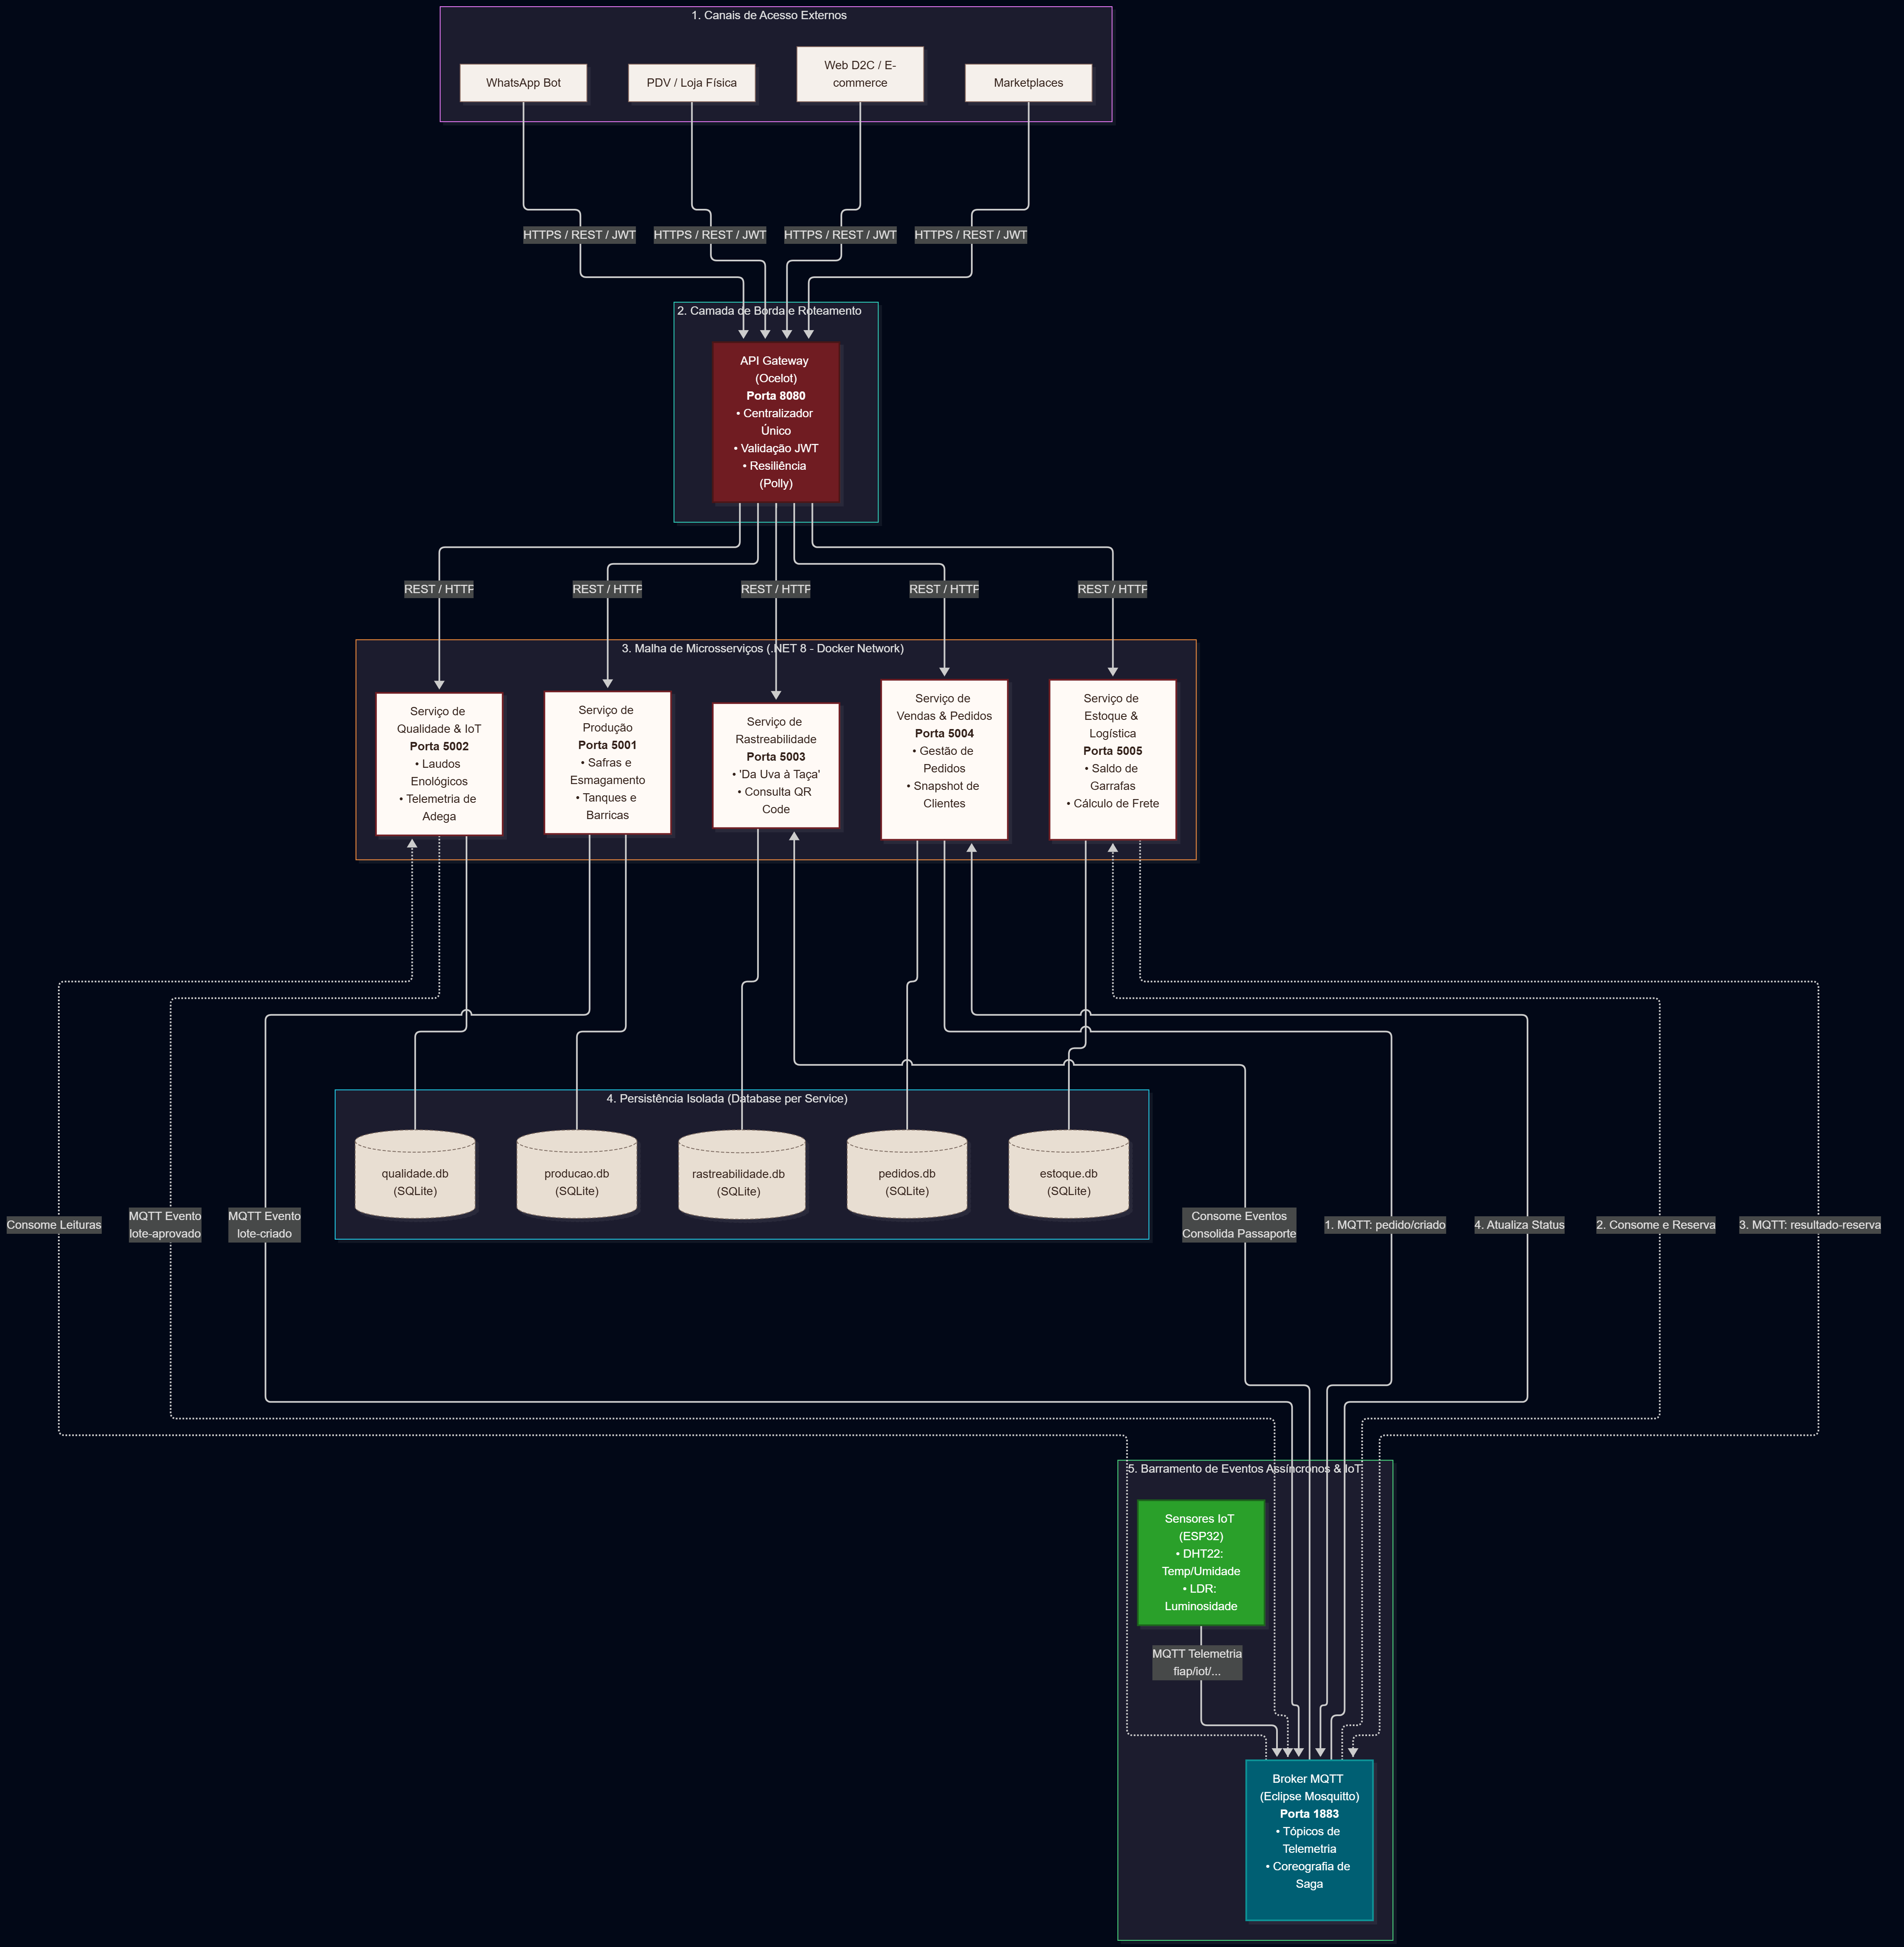 1. Canais de Acesso Externos
WhatsApp Bot
PDV / Loja Física
Web D2C / E-
commerce
Marketplaces
HTTPS / REST / JWT
HTTPS / REST / JWT
HTTPS / REST / JWT
HTTPS / REST / JWT
2. Camada de Borda e Roteamento
API Gateway
(Ocelot)
Porta 8080
• Centralizador
Único
• Validação JWT
• Resiliência
(Polly)
REST / HTTP
REST / HTTP
REST / HTTP
REST / HTTP
REST / HTTP
3. Malha de Microsserviços (.NET 8 - Docker Network)
Serviço de
Qualidade & IoT
Porta 5002
• Laudos
Enológicos
• Telemetria de
Adega
Serviço de
Produção
Porta 5001
• Safras e
Esmagamento
• Tanques e
Barricas
Serviço de
Rastreabilidade
Porta 5003
• 'Da Uva à Taça'
• Consulta QR
Code
Serviço de
Vendas & Pedidos
Porta 5004
• Gestão de
Pedidos
• Snapshot de
Clientes
Serviço de
Estoque &
Logística
Porta 5005
• Saldo de
Garrafas
• Cálculo de Frete
4. Persistência Isolada (Database per Service)
qualidade.db
(SQLite)
producao.db
(SQLite)
rastreabilidade.db
(SQLite)
pedidos.db
(SQLite)
estoque.db
(SQLite)
Consome Leituras
MQTT Evento
lote-aprovado
MQTT Evento
lote-criado
Consome Eventos
Consolida Passaporte
1. MQTT: pedido/criado
4. Atualiza Status
2. Consome e Reserva
3. MQTT: resultado-reserva
5. Barramento de Eventos Assíncronos & IoT
Sensores IoT
(ESP32)
• DHT22:
Temp/Umidade
• LDR:
Luminosidade
MQTT Telemetria
fiap/iot/...
Broker MQTT
(Eclipse Mosquitto)
Porta 1883
• Tópicos de
Telemetria
• Coreografia de
Saga